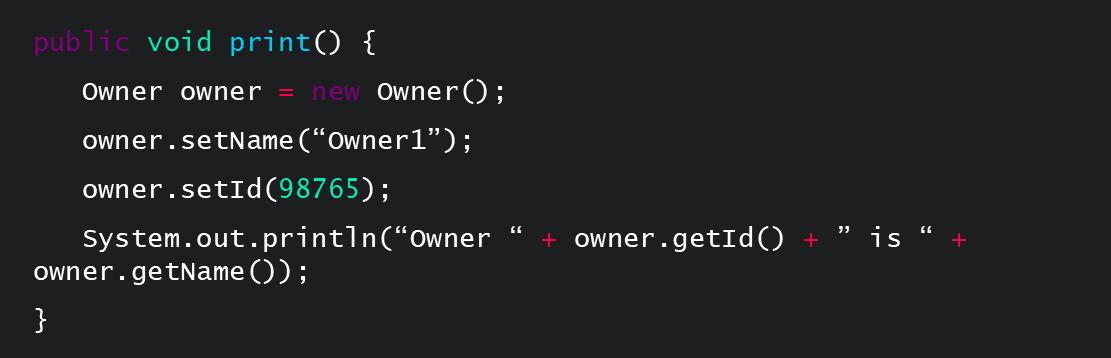 public void print() {
Owner owner = new Owner();
owner.setName(“Owner1”);
owner.setId(98765);
System.out.println(“Owner “ + owner.getId() + ” is “ +
owner.getName());
}